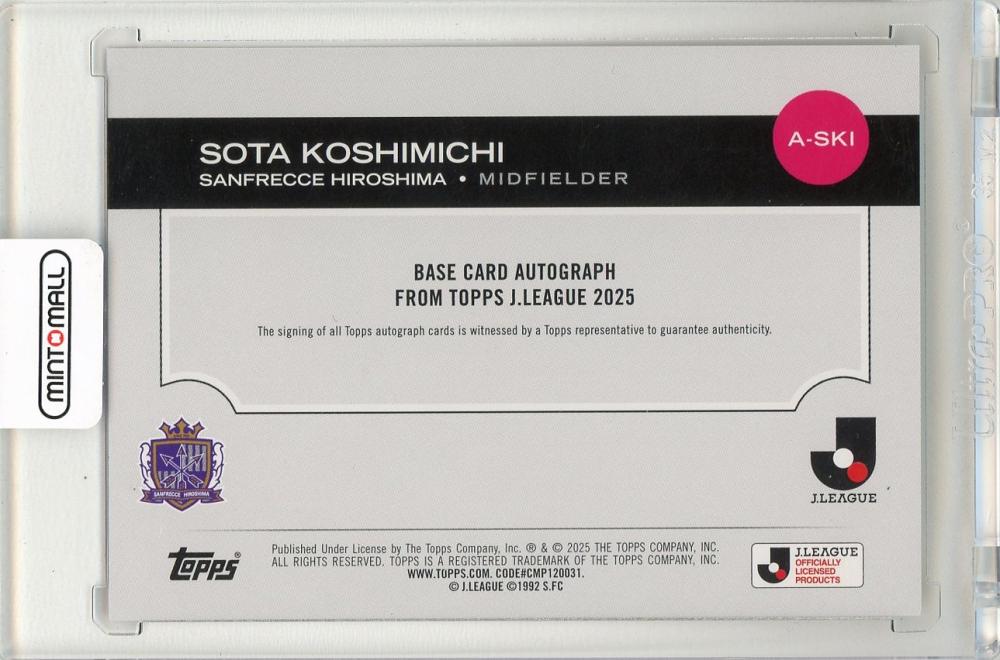 A-SKI
SOTA KOSHIMICHI
SANFRECCE HIROSHIMA • MIDFIELDER
BASE CARD AUTOGRAPH
FROM TOPPS J.LEAGUE 2025
The signing of all Topps autograph cards is witnessed by a Topps representative to guarantee authenticity.
MINT MALL
SANFRECCE HIROSHIMA
J.LEAGUE
Topps®
Published Under License by The Topps Company, Inc. ® & © 2025 THE TOPPS COMPANY, INC.
ALL RIGHTS RESERVED. TOPPS IS A REGISTERED TRADEMARK OF THE TOPPS COMPANY, INC.
WWW.TOPPS.COM. CODE#CMP120031.
© J.LEAGUE ©1992 S.FC
J.LEAGUE
OFFICIALLY
LICENSED
PRODUCTS